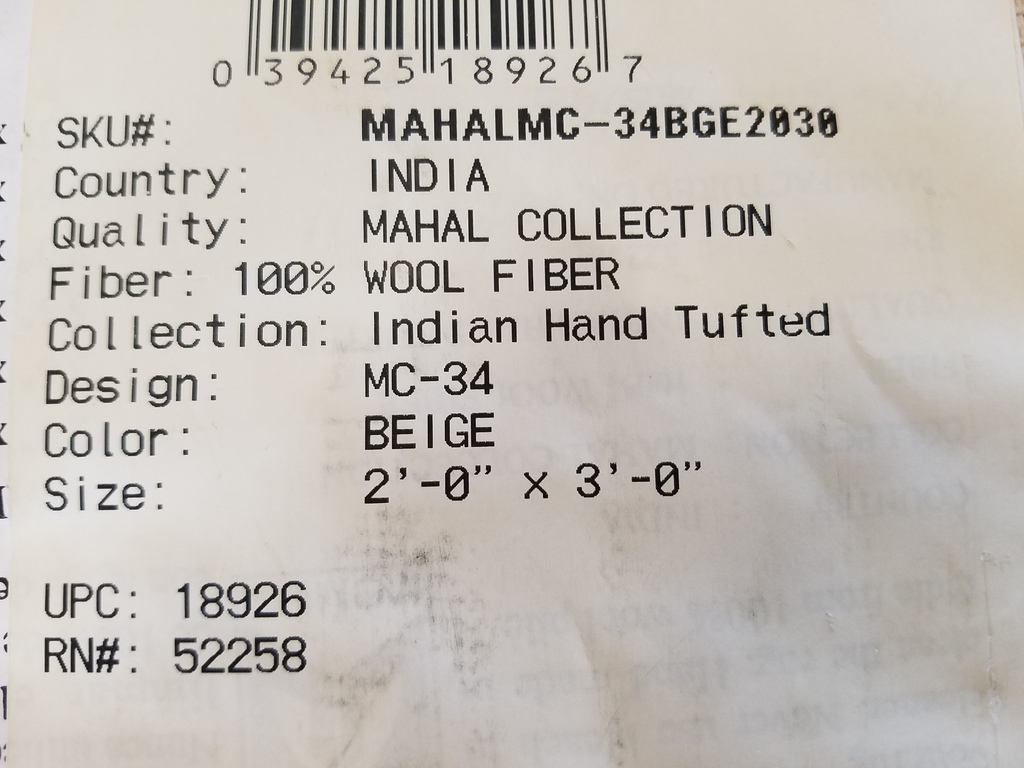 0 39425 18926 7
SKU#: MAHALMC-34BGE2030
Country: INDIA
Quality: MAHAL COLLECTION
Fiber: 100% WOOL FIBER
Collection: Indian Hand Tufted
Design: MC-34
Color: BEIGE
Size: 2'-0" x 3'-0"
UPC: 18926
RN#: 52258